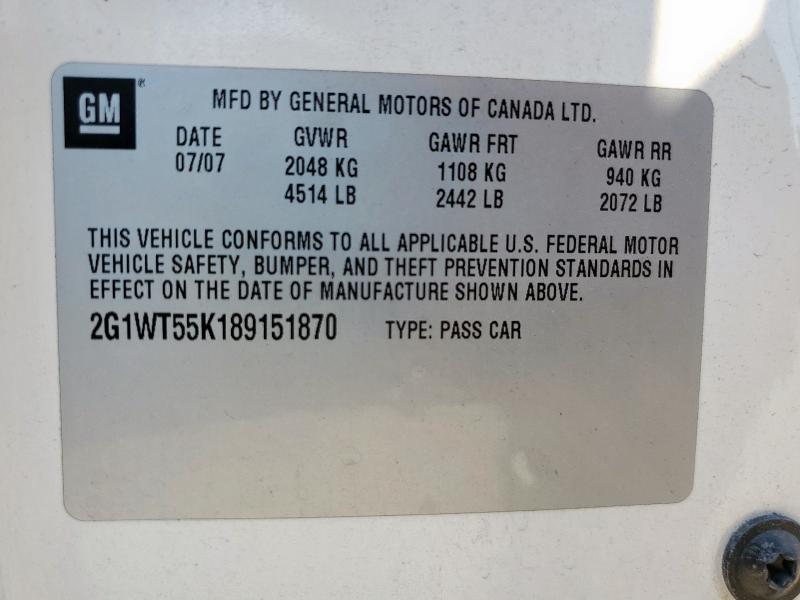 GM ®
MFD BY GENERAL MOTORS OF CANADA LTD.
DATE GVWR GAWR FRT GAWR RR
07/07 2048 KG 1108 KG 940 KG
4514 LB 2442 LB 2072 LB
THIS VEHICLE CONFORMS TO ALL APPLICABLE U.S. FEDERAL MOTOR
VEHICLE SAFETY, BUMPER, AND THEFT PREVENTION STANDARDS IN
EFFECT ON THE DATE OF MANUFACTURE SHOWN ABOVE.
2G1WT55K189151870 TYPE: PASS CAR